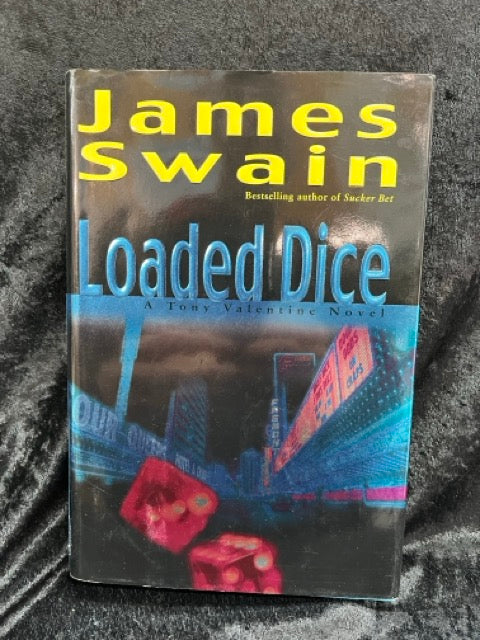 James
Swain
Bestselling author of Sucker Bet
Loaded Dice
A Tony Valentine Novel